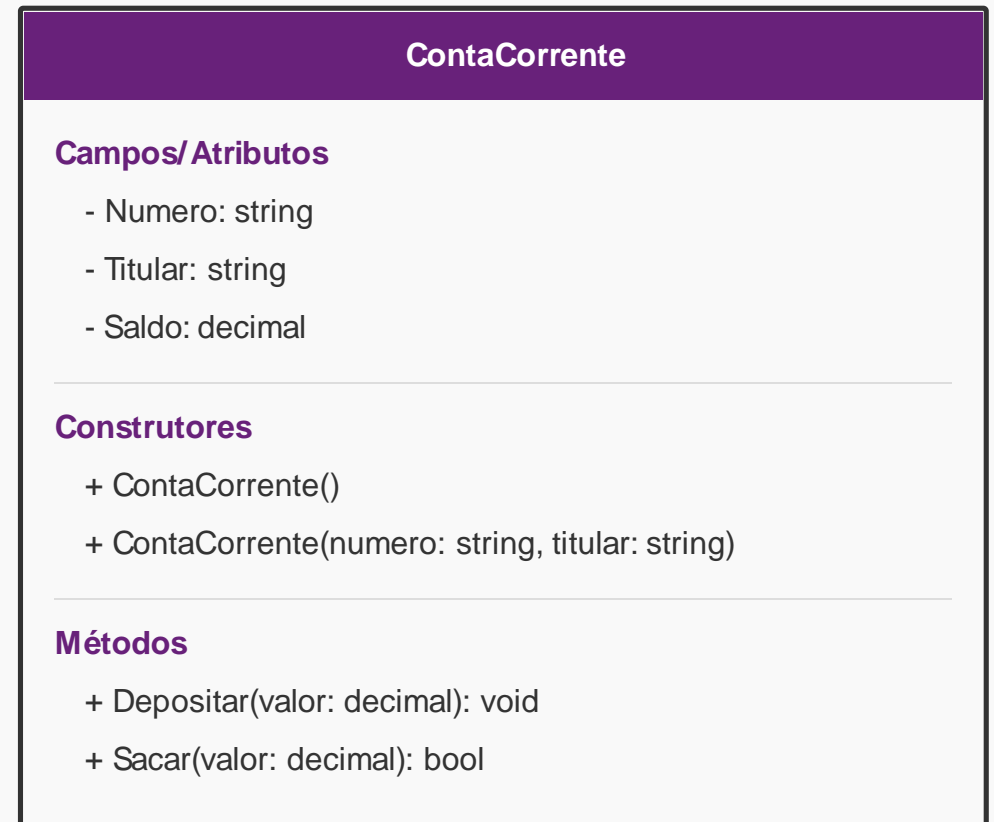 ContaCorrente
Campos/Atributos
- Numero: string
- Titular: string
- Saldo: decimal
Construtores
+ ContaCorrente()
+ ContaCorrente(numero: string, titular: string)
Métodos
+ Depositar(valor: decimal): void
+ Sacar(valor: decimal): bool